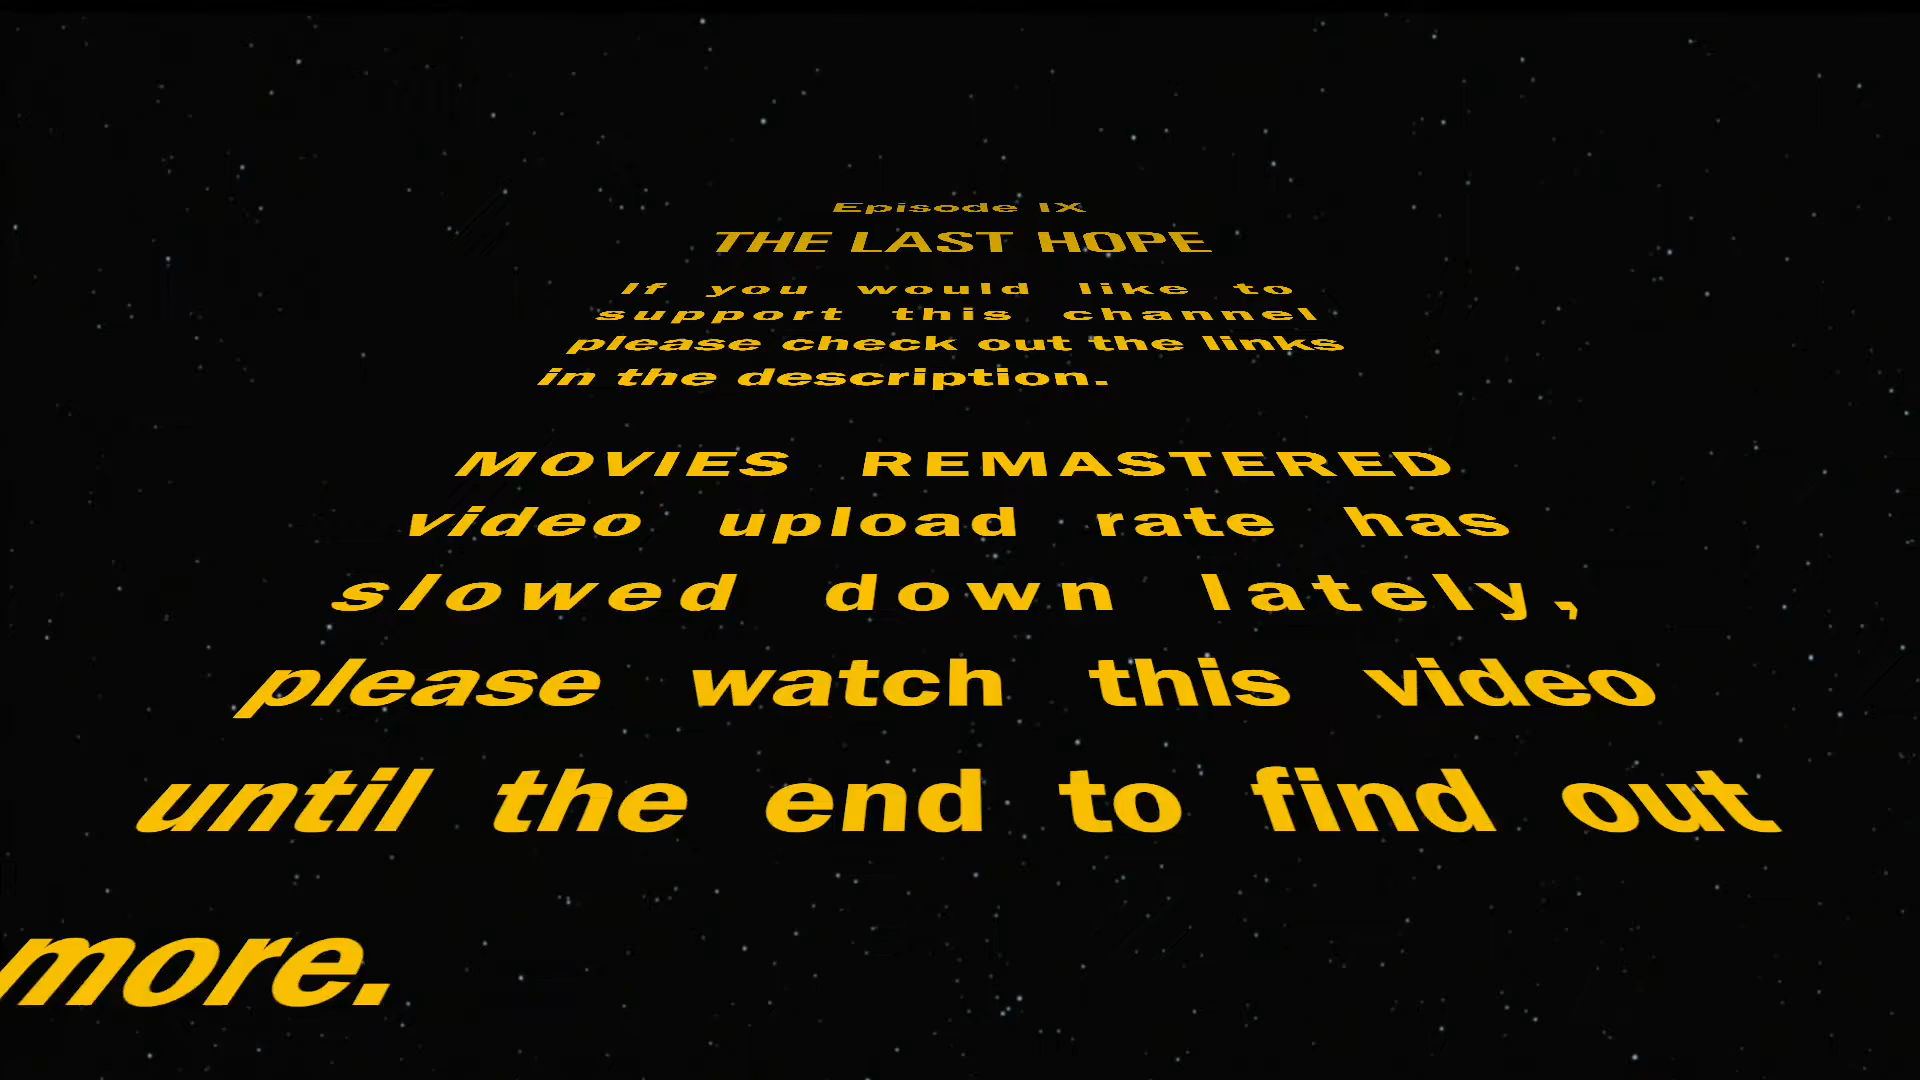 Episode IX
THE LAST HOPE
If you would like to
support this channel
please check out the links
in the description.
MOVIES REMASTERED
video upload rate has
slowed down lately,
please watch this video
until the end to find out
more.